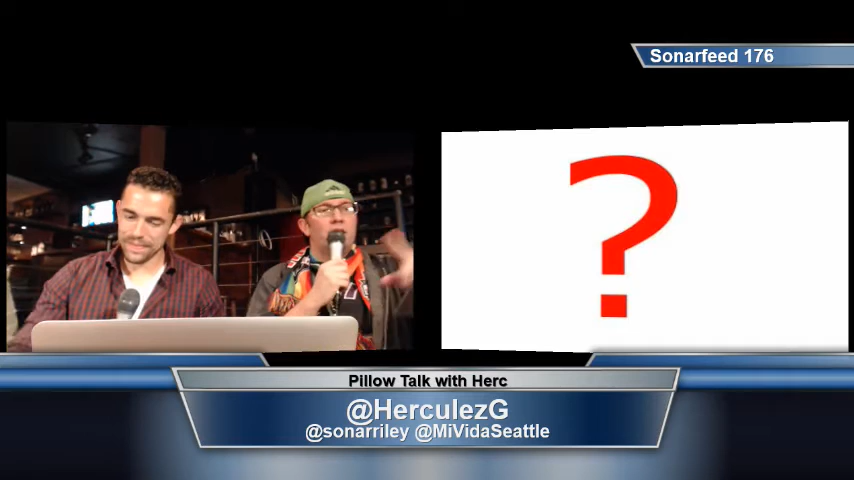 Sonarfeed 176
?
Pillow Talk with Herc
@HerculezG
@sonarriley @MiVidaSeattle